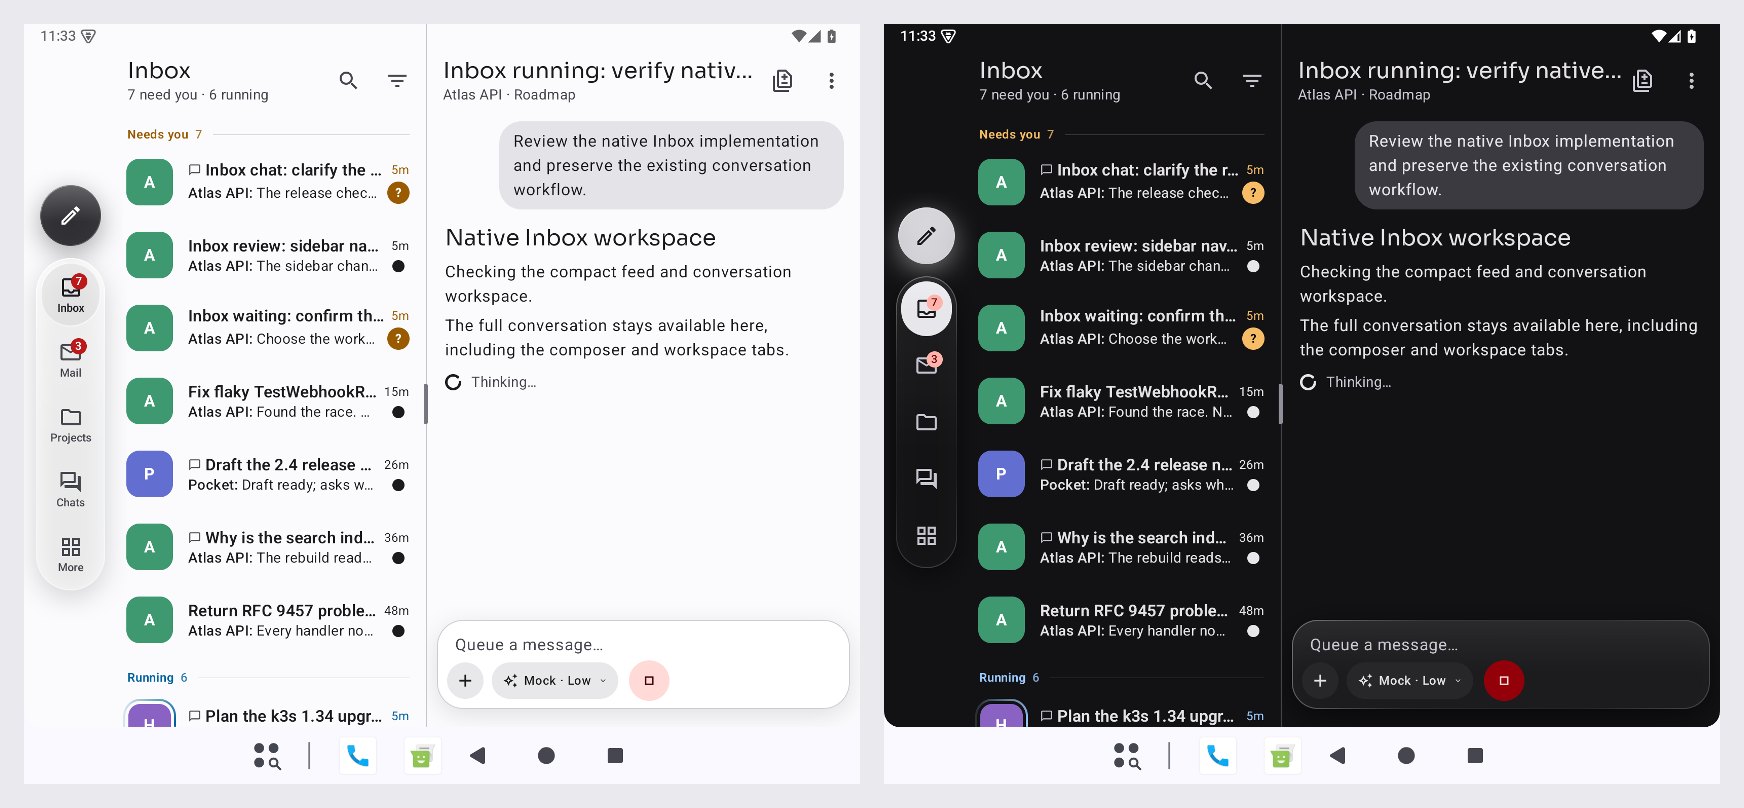 11:33
Inbox
7 need you · 6 running
Needs you 7
A
Inbox chat: clarify the ...
5m
Atlas API: The release chec...
?
A
Inbox review: sidebar na...
5m
Atlas API: The sidebar chan...
A
Inbox waiting: confirm th...
5m
Atlas API: Choose the work...
?
A
Fix flaky TestWebhookR...
15m
Atlas API: Found the race. ...
P
Draft the 2.4 release ...
26m
Pocket: Draft ready; asks w...
A
Why is the search ind...
36m
Atlas API: The rebuild read...
A
Return RFC 9457 proble...
48m
Atlas API: Every handler no...
Running 6
H
Plan the k3s 1.34 upgr...
5m
7
Inbox
3
Mail
Projects
Chats
More
Inbox running: verify nativ...
Atlas API · Roadmap
Review the native Inbox implementation
and preserve the existing conversation
workflow.
Native Inbox workspace
Checking the compact feed and conversation
workspace.
The full conversation stays available here,
including the composer and workspace tabs.
Thinking...
Queue a message...
Mock · Low
11:33
Inbox
7 need you · 6 running
Needs you 7
A
Inbox chat: clarify the r...
5m
Atlas API: The release chec...
?
A
Inbox review: sidebar nav...
5m
Atlas API: The sidebar chan...
A
Inbox waiting: confirm th...
5m
Atlas API: Choose the work...
?
A
Fix flaky TestWebhookR...
15m
Atlas API: Found the race. N...
P
Draft the 2.4 release n...
26m
Pocket: Draft ready; asks wh...
A
Why is the search ind...
36m
Atlas API: The rebuild reads...
A
Return RFC 9457 proble...
48m
Atlas API: Every handler no...
Running 6
H
Plan the k3s 1.34 upgr...
5m
7
3
Inbox running: verify native...
Atlas API · Roadmap
Review the native Inbox implementation
and preserve the existing conversation
workflow.
Native Inbox workspace
Checking the compact feed and conversation
workspace.
The full conversation stays available here, including
the composer and workspace tabs.
Thinking...
Queue a message...
Mock · Low